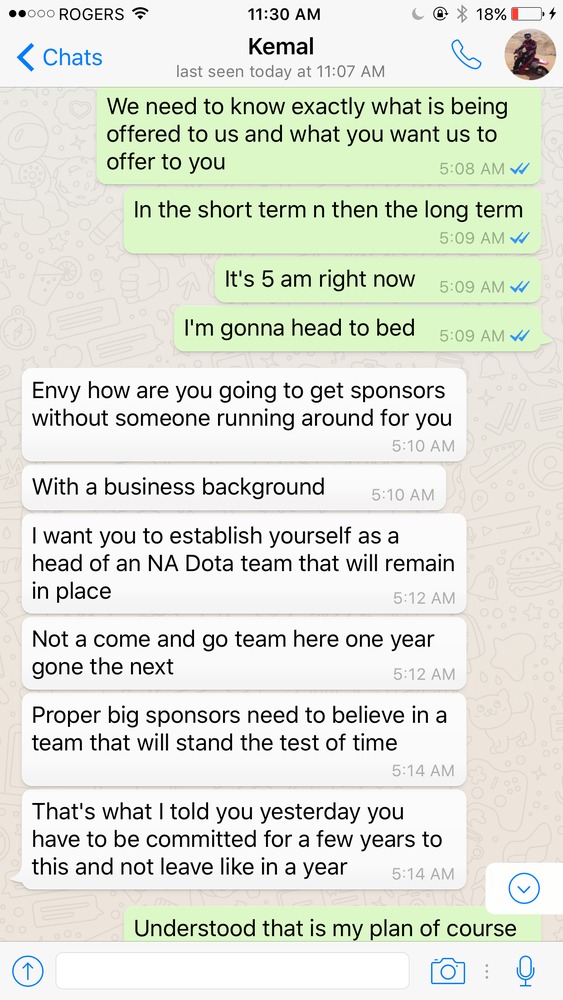 ROGERS 11:30 AM 18%
Chats
Kemal
last seen today at 11:07 AM
We need to know exactly what is being
offered to us and what you want us to
offer to you
5:08 AM
In the short term n then the long term
5:09 AM
It's 5 am right now 5:09 AM
I'm gonna head to bed 5:09 AM
Envy how are you going to get sponsors
without someone running around for you
5:10 AM
With a business background 5:10 AM
I want you to establish yourself as a
head of an NA Dota team that will remain
in place 5:12 AM
Not a come and go team here one year
gone the next 5:12 AM
Proper big sponsors need to believe in a
team that will stand the test of time
5:14 AM
That's what I told you yesterday you
have to be committed for a few years to
this and not leave like in a year 5:14 AM
Understood that is my plan of course